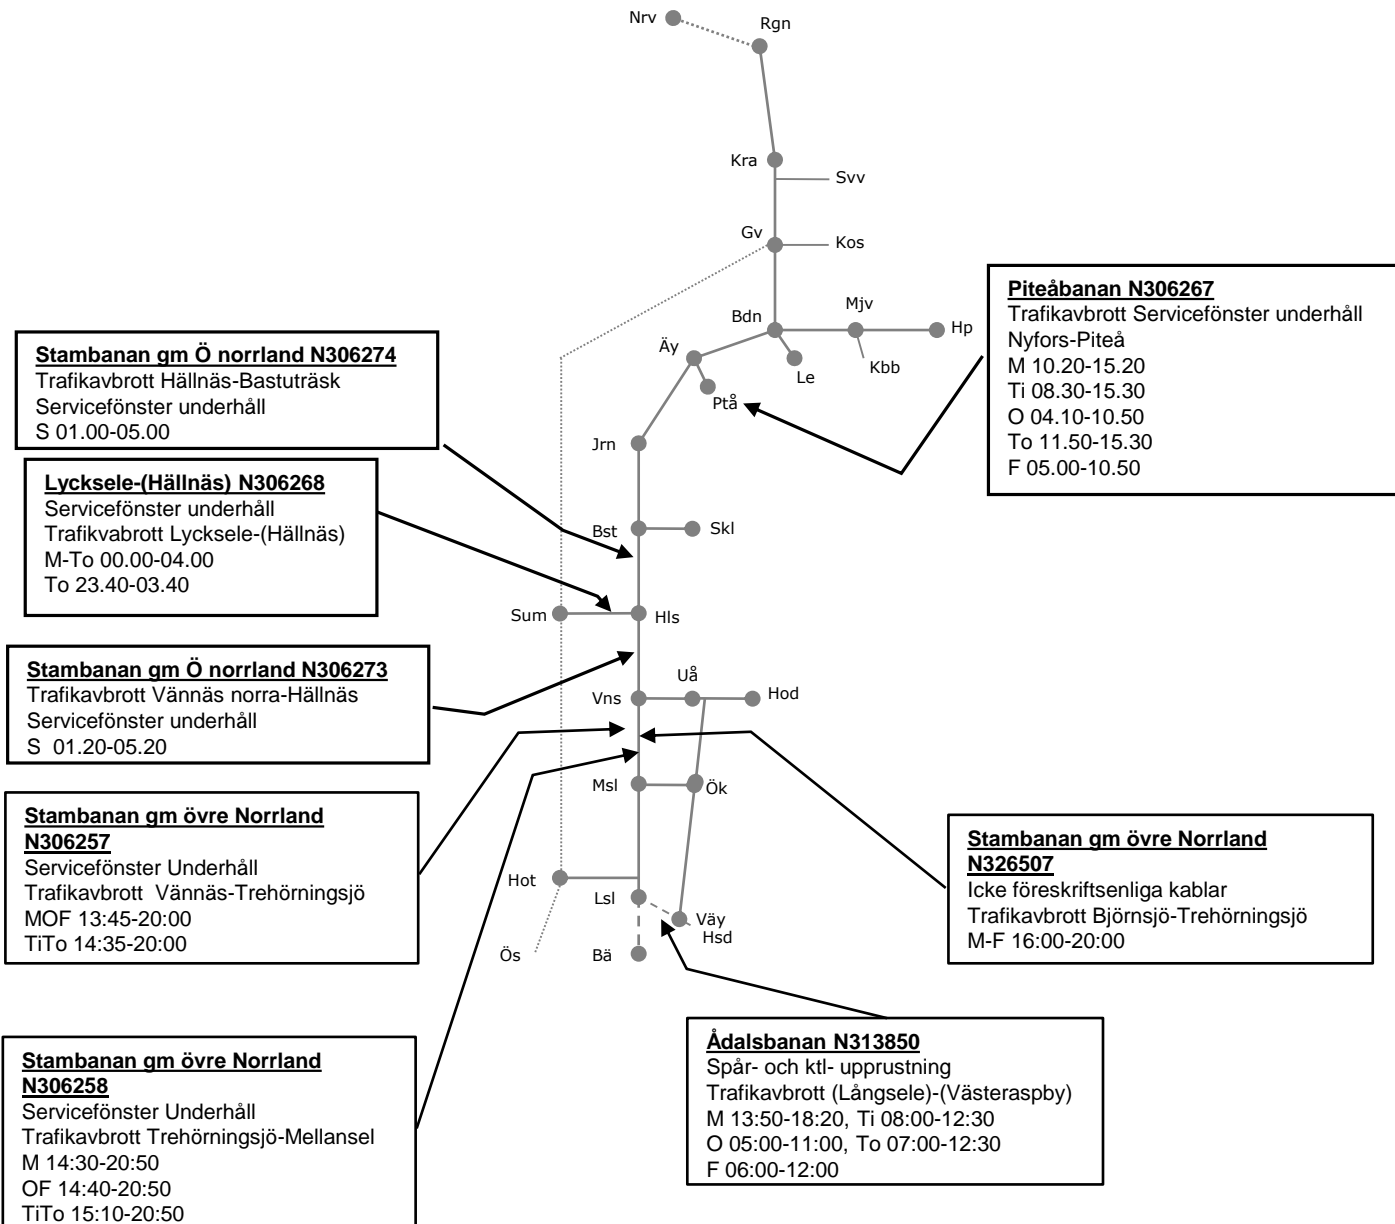 Nrv
Rgn
Kra
Svv
Gv
Kos
Bdn
Mjv
Hp
Äy
Le
Kbb
Ptå
Jrn
Bst
Skl
Sum
Hls
Uå
Vns
Hod
Msl
Ök
Hot
Lsl
Väy
Hsd
Ös
Bä
Piteåbanan N306267
Trafikavbrott Servicefönster underhåll
Nyfors-Piteå
M 10.20-15.20
Ti 08.30-15.30
O 04.10-10.50
To 11.50-15.30
F 05.00-10.50
Stambanan gm Ö norrland N306274
Trafikavbrott Hällnäs-Bastuträsk
Servicefönster underhåll
S 01.00-05.00
Lycksele-(Hällnäs) N306268
Servicefönster underhåll
Trafikvabrott Lycksele-(Hällnäs)
M-To 00.00-04.00
To 23.40-03.40
Stambanan gm Ö norrland N306273
Trafikavbrott Vännäs norra-Hällnäs
Servicefönster underhåll
S 01.20-05.20
Stambanan gm övre Norrland
N306257
Servicefönster Underhåll
Trafikavbrott Vännäs-Trehörningsjö
MOF 13:45-20:00
TiTo 14:35-20:00
Stambanan gm övre Norrland
N326507
Icke föreskriftsenliga kablar
Trafikavbrott Björnsjö-Trehörningsjö
M-F 16:00-20:00
Stambanan gm övre Norrland
N306258
Servicefönster Underhåll
Trafikavbrott Trehörningsjö-Mellansel
M 14:30-20:50
OF 14:40-20:50
TiTo 15:10-20:50
Ådalsbanan N313850
Spår- och ktl- upprustning
Trafikavbrott (Långsele)-(Västeraspby)
M 13:50-18:20, Ti 08:00-12:30
O 05:00-11:00, To 07:00-12:30
F 06:00-12:00